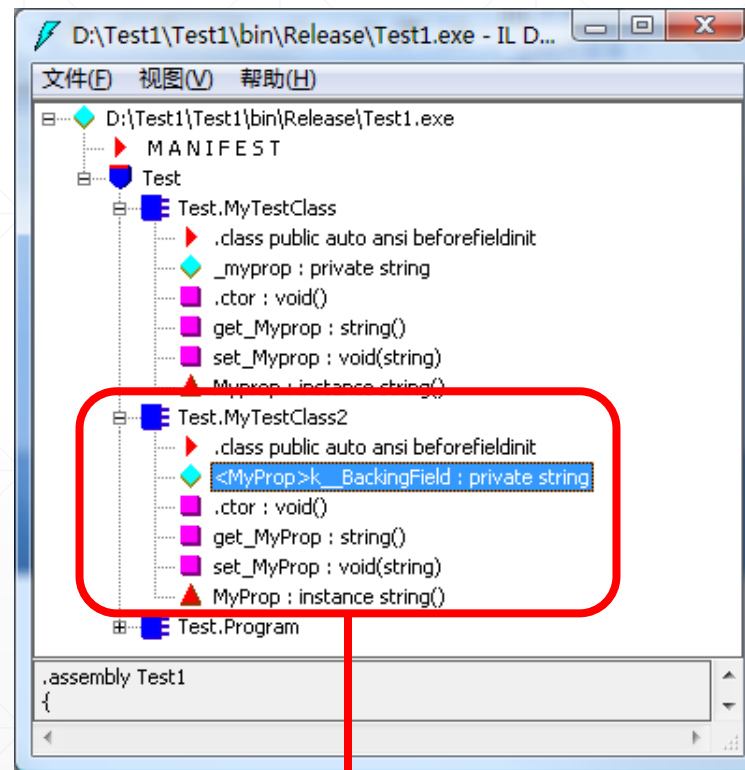 D:\Test1\Test1\bin\Release\Test1.exe - IL D...
文件(F) 视图(V) 帮助(H)
D:\Test1\Test1\bin\Release\Test1.exe
MANIFEST
Test
Test.MyTestClass
.class public auto ansi beforefieldinit
_myprop : private string
.ctor : void()
get_Myprop : string()
set_Myprop : void(string)
Myprop : instance string()
Test.MyTestClass2
.class public auto ansi beforefieldinit
<MyProp>k__BackingField : private string
.ctor : void()
get_MyProp : string()
set_MyProp : void(string)
MyProp : instance string()
Test.Program
.assembly Test1
{